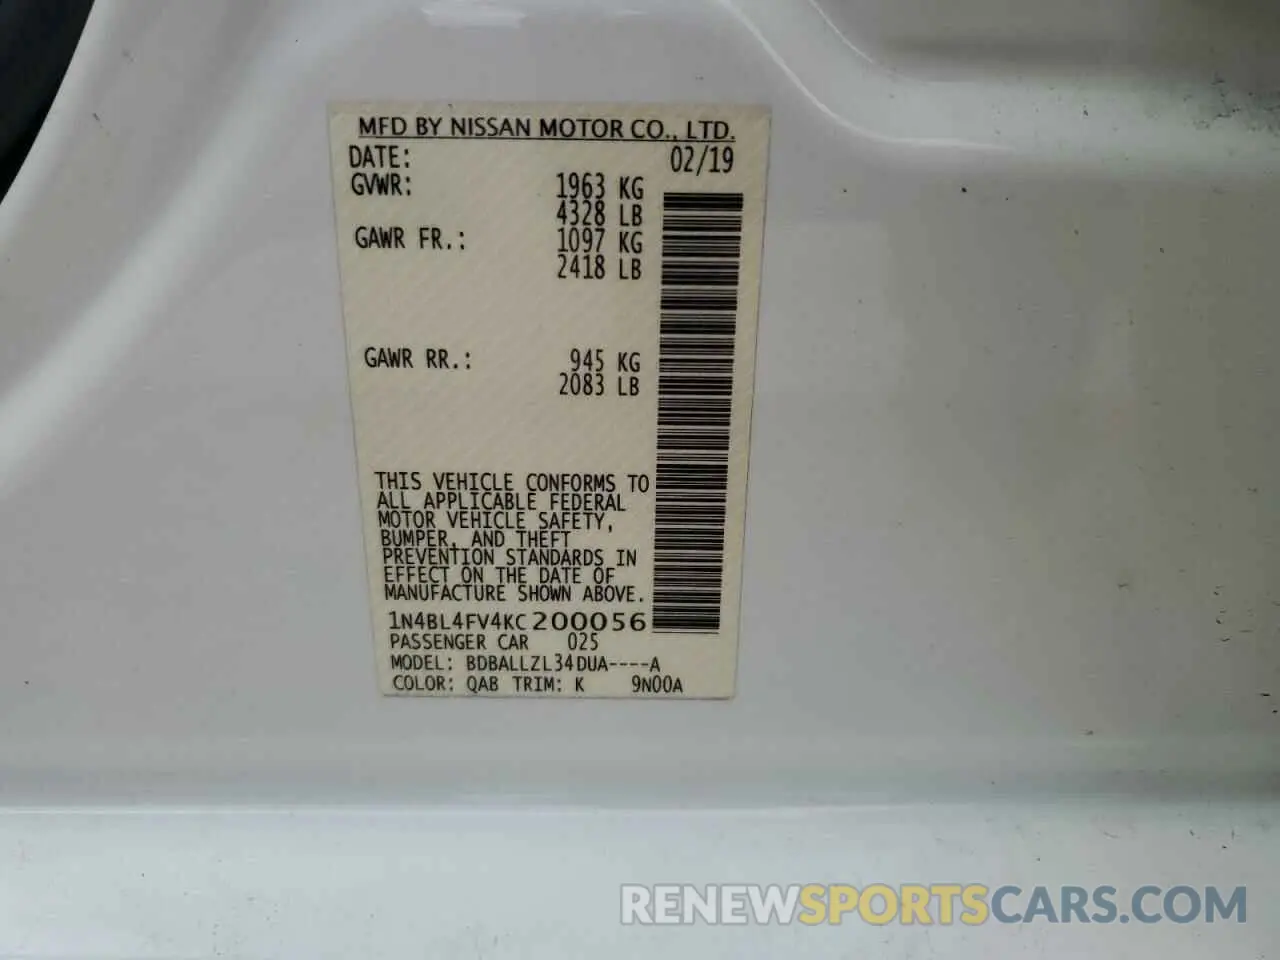 MFD BY NISSAN MOTOR CO., LTD.
DATE: 02/19
GVWR: 1963 KG
4328 LB
GAWR FR.: 1097 KG
2418 LB
GAWR RR.: 945 KG
2083 LB
THIS VEHICLE CONFORMS TO
ALL APPLICABLE FEDERAL
MOTOR VEHICLE SAFETY,
BUMPER, AND THEFT
PREVENTION STANDARDS IN
EFFECT ON THE DATE OF
MANUFACTURE SHOWN ABOVE.
1N4BL4FV4KC200056
PASSENGER CAR 025
MODEL: BDBALLZL34DUA----A
COLOR: QAB TRIM: K 9N00A
RENEWSPORTSCARS.COM